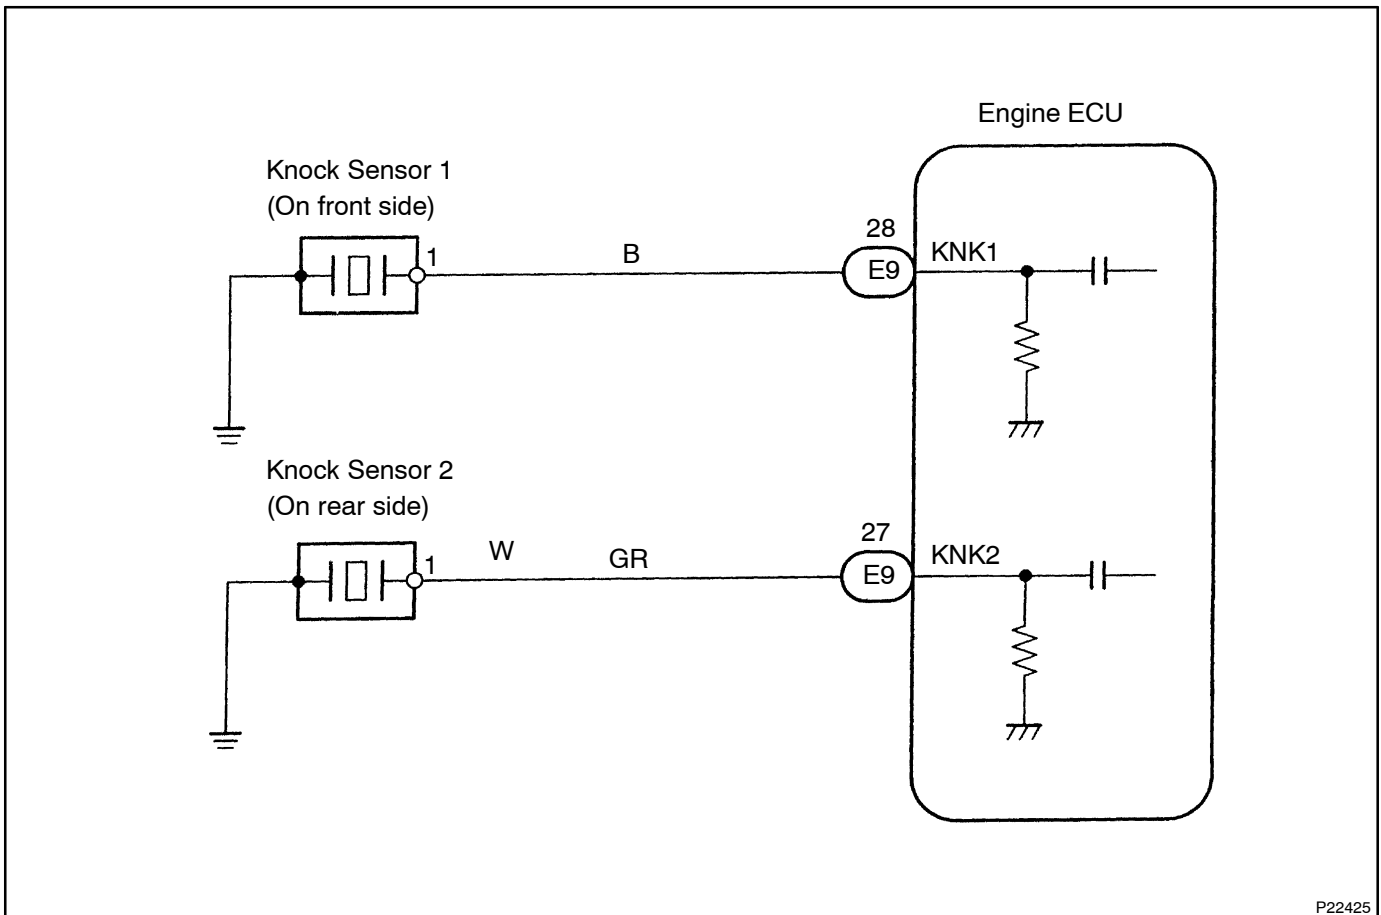 Engine ECU
Knock Sensor 1
(On front side)
1
B
28
E9
KNK1
Knock Sensor 2
(On rear side)
1
W
GR
27
E9
KNK2
P22425